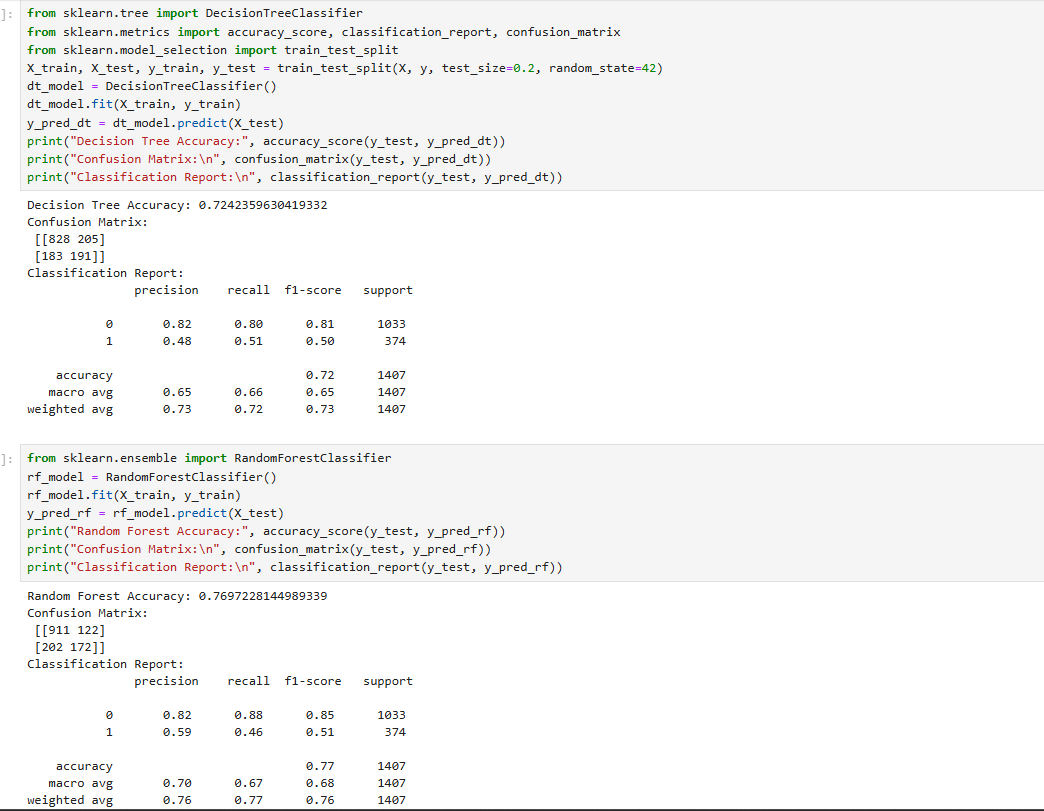 ]:
from sklearn.tree import DecisionTreeClassifier
from sklearn.metrics import accuracy_score, classification_report, confusion_matrix
from sklearn.model_selection import train_test_split
X_train, X_test, y_train, y_test = train_test_split(X, y, test_size=0.2, random_state=42)
dt_model = DecisionTreeClassifier()
dt_model.fit(X_train, y_train)
y_pred_dt = dt_model.predict(X_test)
print("Decision Tree Accuracy:", accuracy_score(y_test, y_pred_dt))
print("Confusion Matrix:\n", confusion_matrix(y_test, y_pred_dt))
print("Classification Report:\n", classification_report(y_test, y_pred_dt))
Decision Tree Accuracy: 0.7242359630419332
Confusion Matrix:
 [[828 205]
 [183 191]]
Classification Report:
               precision    recall  f1-score   support
           0       0.82      0.80      0.81      1033
           1       0.48      0.51      0.50       374
    accuracy                           0.72      1407
   macro avg       0.65      0.66      0.65      1407
weighted avg       0.73      0.72      0.73      1407
]:
from sklearn.ensemble import RandomForestClassifier
rf_model = RandomForestClassifier()
rf_model.fit(X_train, y_train)
y_pred_rf = rf_model.predict(X_test)
print("Random Forest Accuracy:", accuracy_score(y_test, y_pred_rf))
print("Confusion Matrix:\n", confusion_matrix(y_test, y_pred_rf))
print("Classification Report:\n", classification_report(y_test, y_pred_rf))
Random Forest Accuracy: 0.7697228144989339
Confusion Matrix:
 [[911 122]
 [202 172]]
Classification Report:
               precision    recall  f1-score   support
           0       0.82      0.88      0.85      1033
           1       0.59      0.46      0.51       374
    accuracy                           0.77      1407
   macro avg       0.70      0.67      0.68      1407
weighted avg       0.76      0.77      0.76      1407